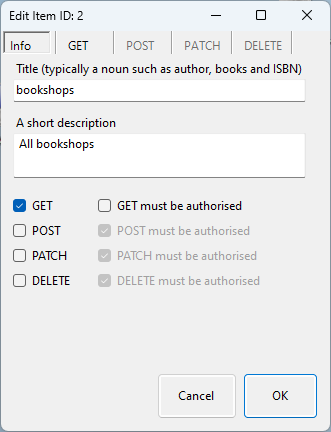 Edit Item ID: 2
Info GET POST PATCH DELETE
Title (typically a noun such as author, books and ISBN)
bookshops
A short description
All bookshops
GET GET must be authorised
POST POST must be authorised
PATCH PATCH must be authorised
DELETE DELETE must be authorised
Cancel OK